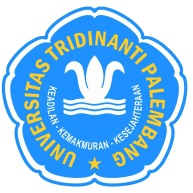 UNIVERSITAS TRIDINANTI PALEMBANG
KEADILAN - KEMAKMURAN - KESEJAHTERAAN